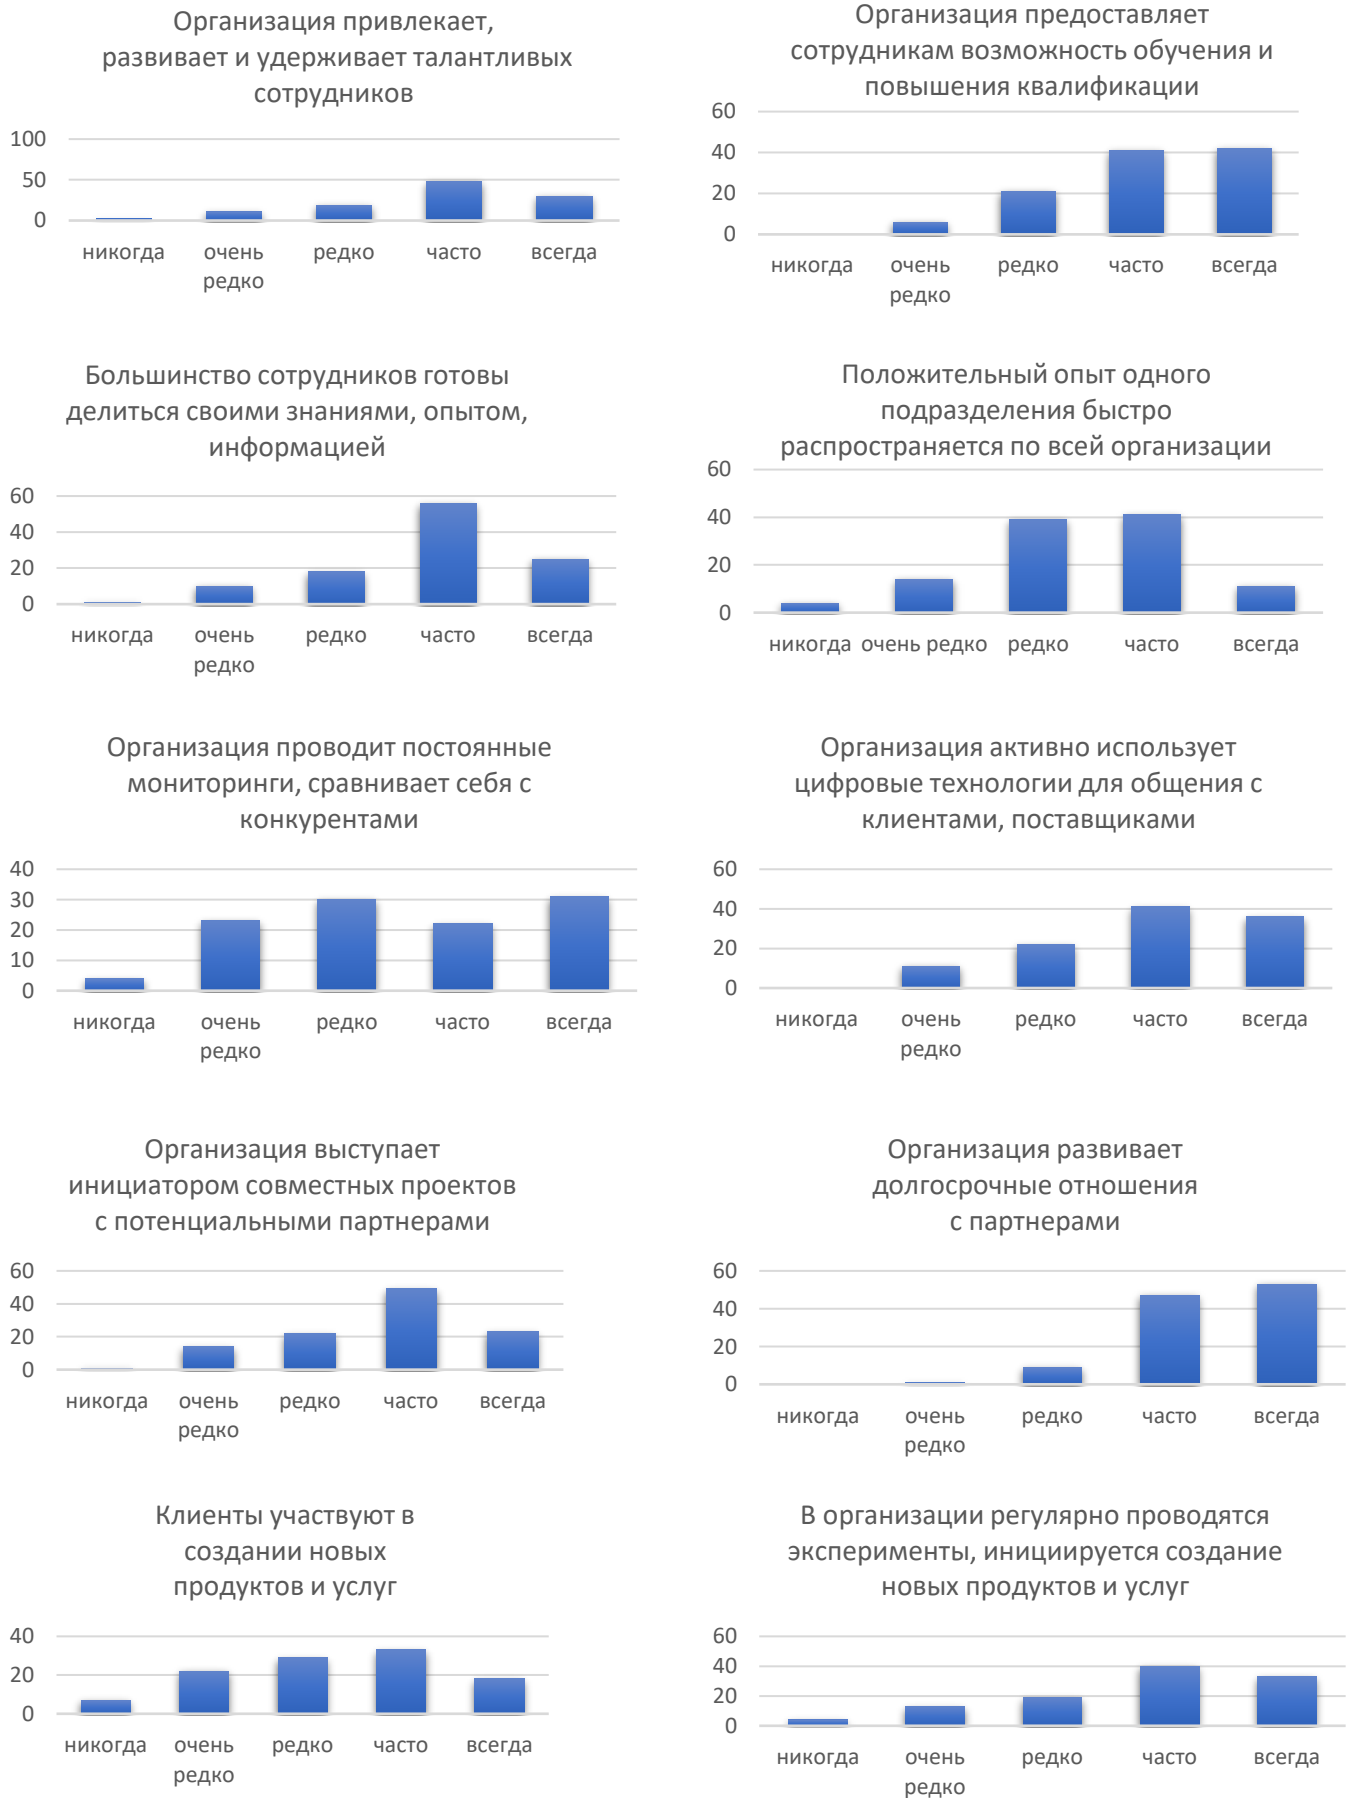 Организация привлекает,
развивает и удерживает талантливых
сотрудников
100
50
0
никогда очень редко часто всегда
редко
Организация предоставляет
сотрудникам возможность обучения и
повышения квалификации
60
40
20
0
никогда очень редко часто всегда
редко
Большинство сотрудников готовы
делиться своими знаниями, опытом,
информацией
60
40
20
0
никогда очень редко часто всегда
редко
Положительный опыт одного
подразделения быстро
распространяется по всей организации
60
40
20
0
никогда очень редко редко часто всегда
Организация проводит постоянные
мониторинги, сравнивает себя с
конкурентами
40
30
20
10
0
никогда очень редко часто всегда
редко
Организация активно использует
цифровые технологии для общения с
клиентами, поставщиками
60
40
20
0
никогда очень редко часто всегда
редко
Организация выступает
инициатором совместных проектов
с потенциальными партнерами
60
40
20
0
никогда очень редко часто всегда
редко
Организация развивает
долгосрочные отношения
с партнерами
60
40
20
0
никогда очень редко часто всегда
редко
Клиенты участвуют в
создании новых
продуктов и услуг
40
20
0
никогда очень редко часто всегда
редко
В организации регулярно проводятся
эксперименты, инициируется создание
новых продуктов и услуг
60
40
20
0
никогда очень редко часто всегда
редко